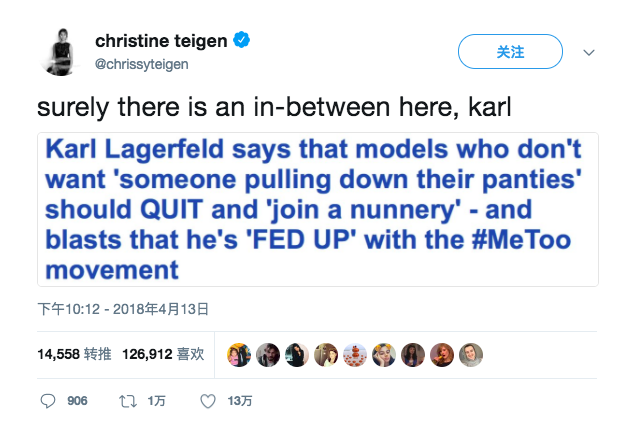 christine teigen
@chrissyteigen
关注
surely there is an in-between here, karl
Karl Lagerfeld says that models who don't
want 'someone pulling down their panties'
should QUIT and 'join a nunnery' - and
blasts that he's 'FED UP' with the #MeToo
movement
下午10:12 - 2018年4月13日
14,558 转推 126,912 喜欢
906 1万 13万